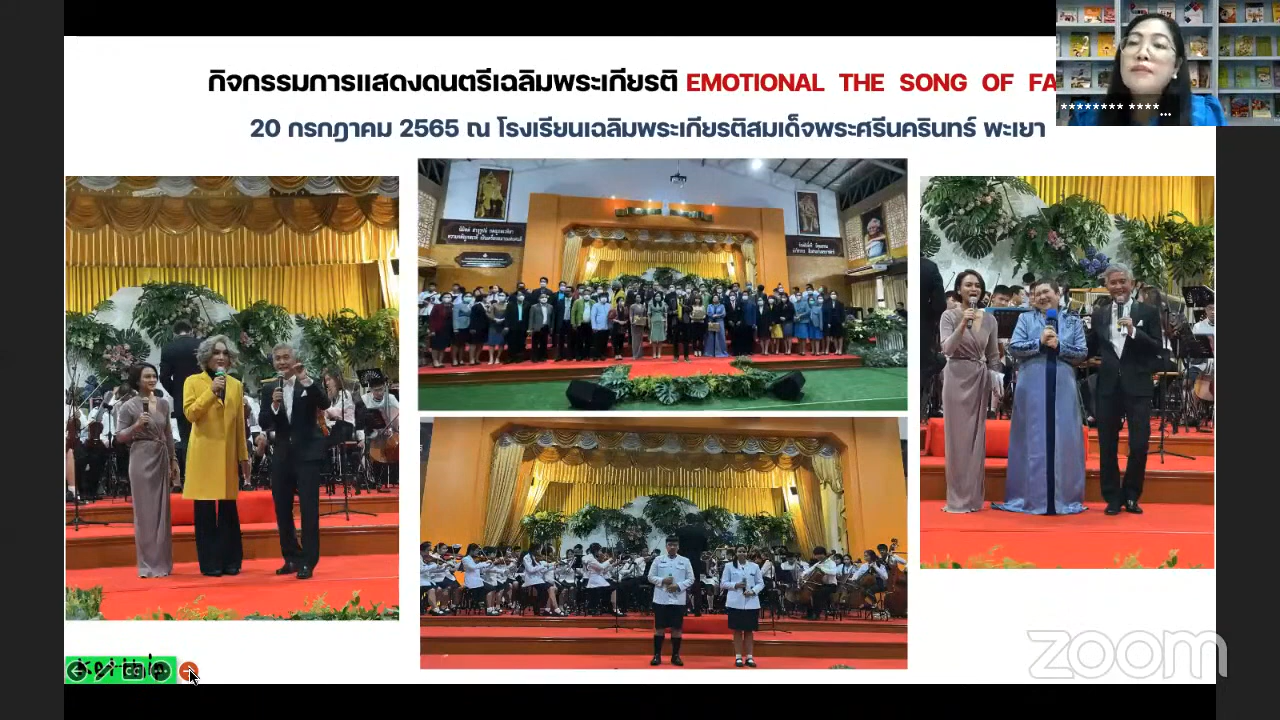 กิจกรรมการแสดงดนตรีเฉลิมพระเกียรติ EMOTIONAL THE SONG OF FA
20 กรกฎาคม 2565 ณ โรงเรียนเฉลิมพระเกียรติสมเด็จพระศรีนครินทร์ พะเยา
******** ****
...
zoom